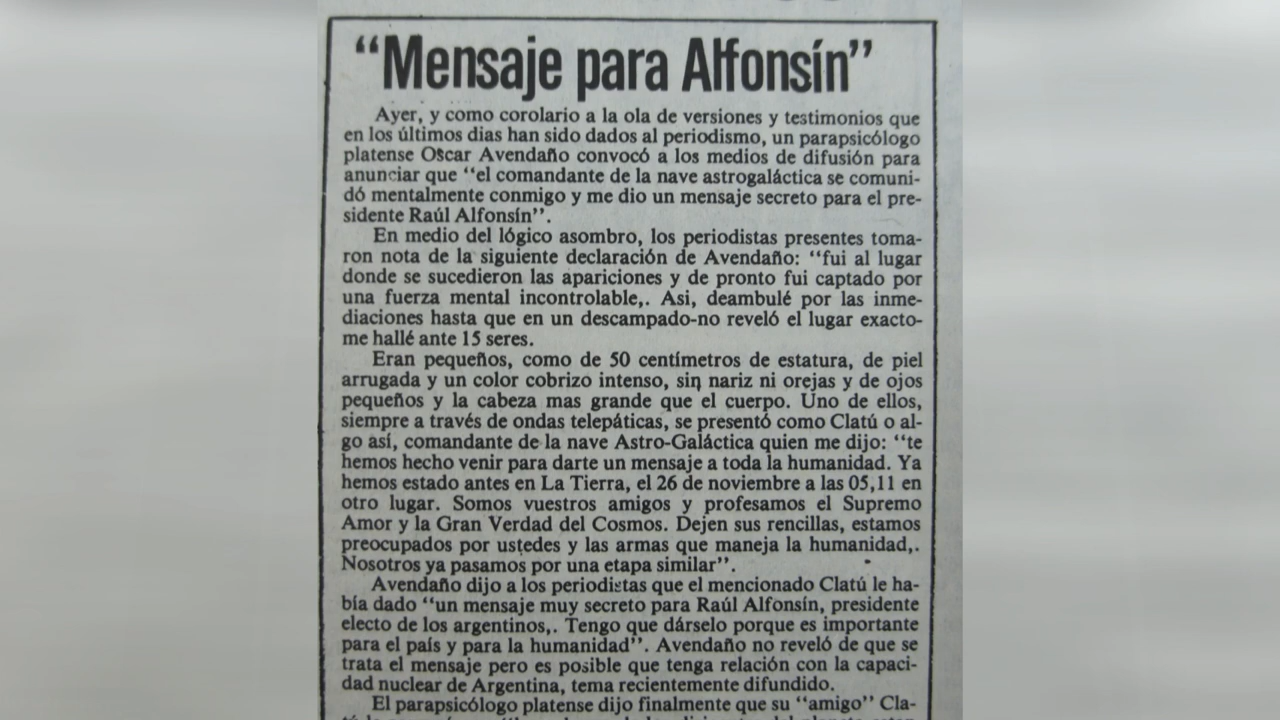 “Mensaje para Alfonsín”
Ayer, y como corolario a la ola de versiones y testimonios que
en los últimos dias han sido dados al periodismo, un parapsicólogo
platense Oscar Avendaño convocó a los medios de difusión para
anunciar que “el comandante de la nave astrogaláctica se comuni-
dó mentalmente conmigo y me dio un mensaje secreto para el pre-
sidente Raúl Alfonsín”.
En medio del lógico asombro, los periodistas presentes toma-
ron nota de la siguiente declaración de Avendaño: “fui al lugar
donde se sucedieron las apariciones y de pronto fui captado por
una fuerza mental incontrolable,. Asi, deambulé por las inme-
diaciones hasta que en un descampado-no reveló el lugar exacto-
me hallé ante 15 seres.
Eran pequeños, como de 50 centímetros de estatura, de piel
arrugada y un color cobrizo intenso, sin nariz ni orejas y de ojos
pequeños y la cabeza mas grande que el cuerpo. Uno de ellos,
siempre a través de ondas telepáticas, se presentó como Clatú o al-
go así, comandante de la nave Astro-Galáctica quien me dijo: “te
hemos hecho venir para darte un mensaje a toda la humanidad. Ya
hemos estado antes en La Tierra, el 26 de noviembre a las 05,11 en
otro lugar. Somos vuestros amigos y profesamos el Supremo
Amor y la Gran Verdad del Cosmos. Dejen sus rencillas, estamos
preocupados por ustedes y las armas que maneja la humanidad,.
Nosotros ya pasamos por una etapa similar”.
Avendaño dijo a los periodistas que el mencionado Clatú le ha-
bía dado “un mensaje muy secreto para Raúl Alfonsín, presidente
electo de los argentinos,. Tengo que dárselo porque es importante
para el país y para la humanidad”. Avendaño no reveló de que se
trata el mensaje pero es posible que tenga relación con la capaci-
dad nuclear de Argentina, tema recientemente difundido.
El parapsicólogo platense dijo finalmente que su “amigo” Cla-